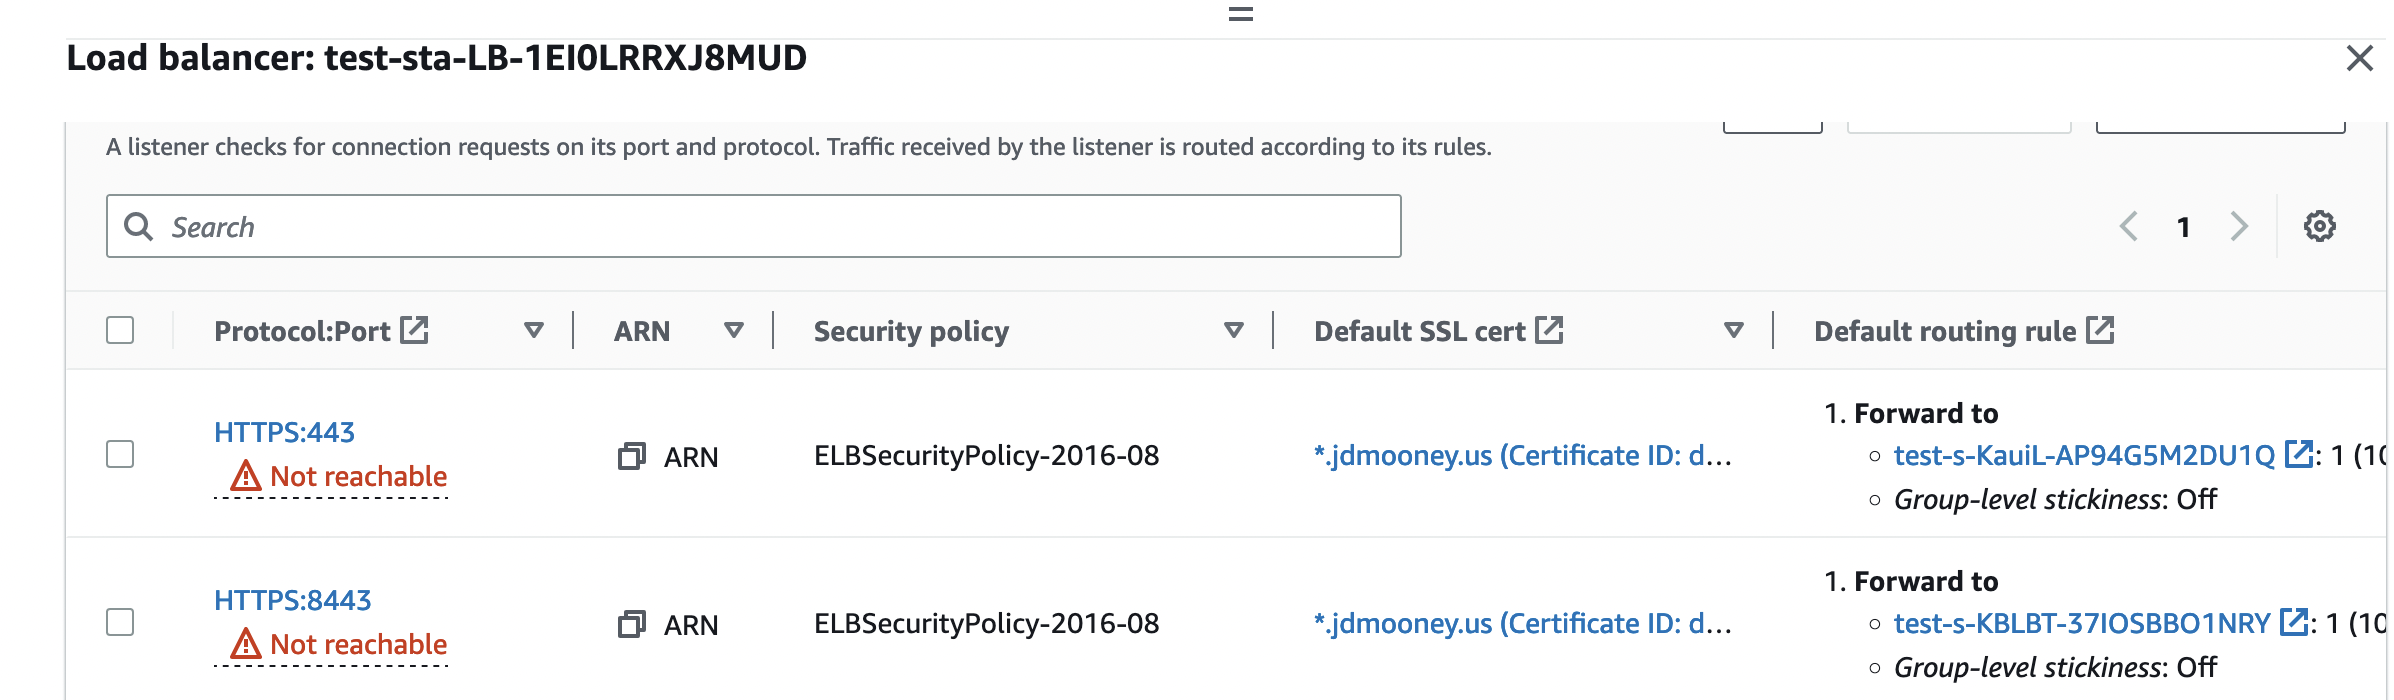 Load balancer: test-sta-LB-1EI0LRRXJ8MUD
A listener checks for connection requests on its port and protocol. Traffic received by the listener is routed according to its rules.
Search
1
Protocol:Port ARN Security policy Default SSL cert Default routing rule
HTTPS:443
Not reachable
ARN
ELBSecurityPolicy-2016-08
*.jdmooney.us (Certificate ID: d...
1. Forward to
test-s-KauiL-AP94G5M2DU1Q : 1 (10
Group-level stickiness: Off
HTTPS:8443
Not reachable
ARN
ELBSecurityPolicy-2016-08
*.jdmooney.us (Certificate ID: d...
1. Forward to
test-s-KBLBT-37IOSBBO1NRY : 1 (10
Group-level stickiness: Off